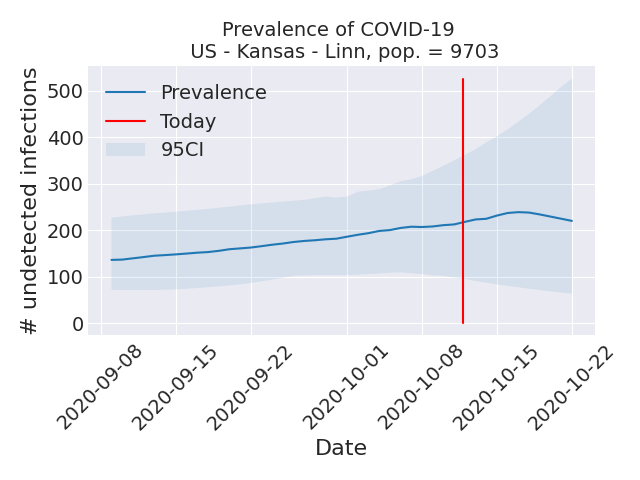 Prevalence of COVID-19
US - Kansas - Linn, pop. = 9703
# undetected infections
500
400
300
200
100
0
Prevalence
Today
95CI
2020-09-08
2020-09-15
2020-09-22
2020-10-01
2020-10-08
2020-10-15
2020-10-22
Date